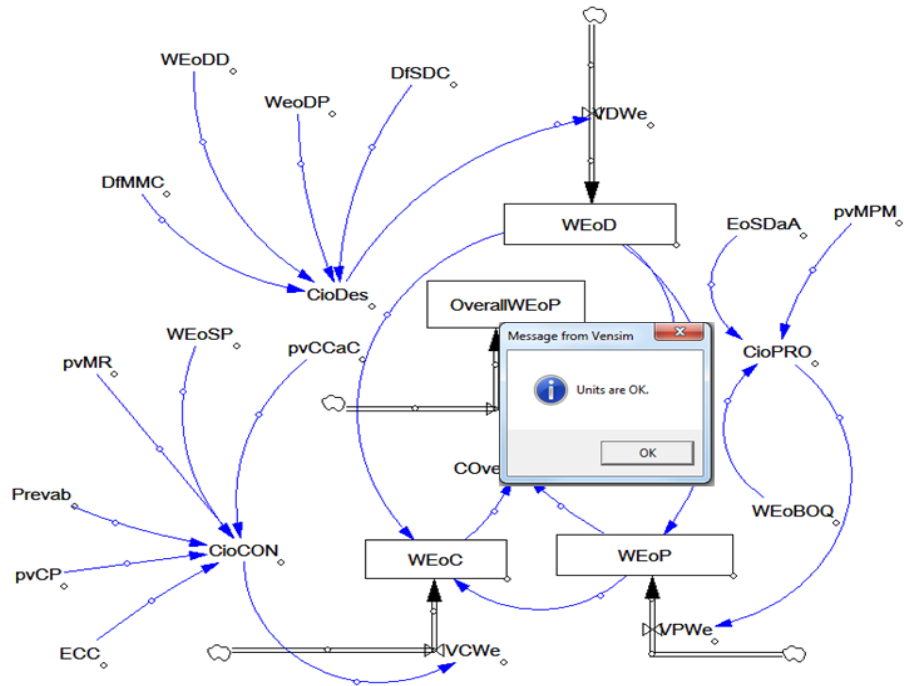 WEoDD
WeoDP
DfSDC
VDWe
DfMMC
WEoD
EoSDaA
pvMPM
CioDes
OverallWEoP
WEoSP
pvCCaC
pvMR
Message from Vensim
Units are OK.
OK
CioPRO
COve
Prevab
WEoBOQ
CioCON
WEoC
WEoP
pvCP
ECC
VCWe
VPWe